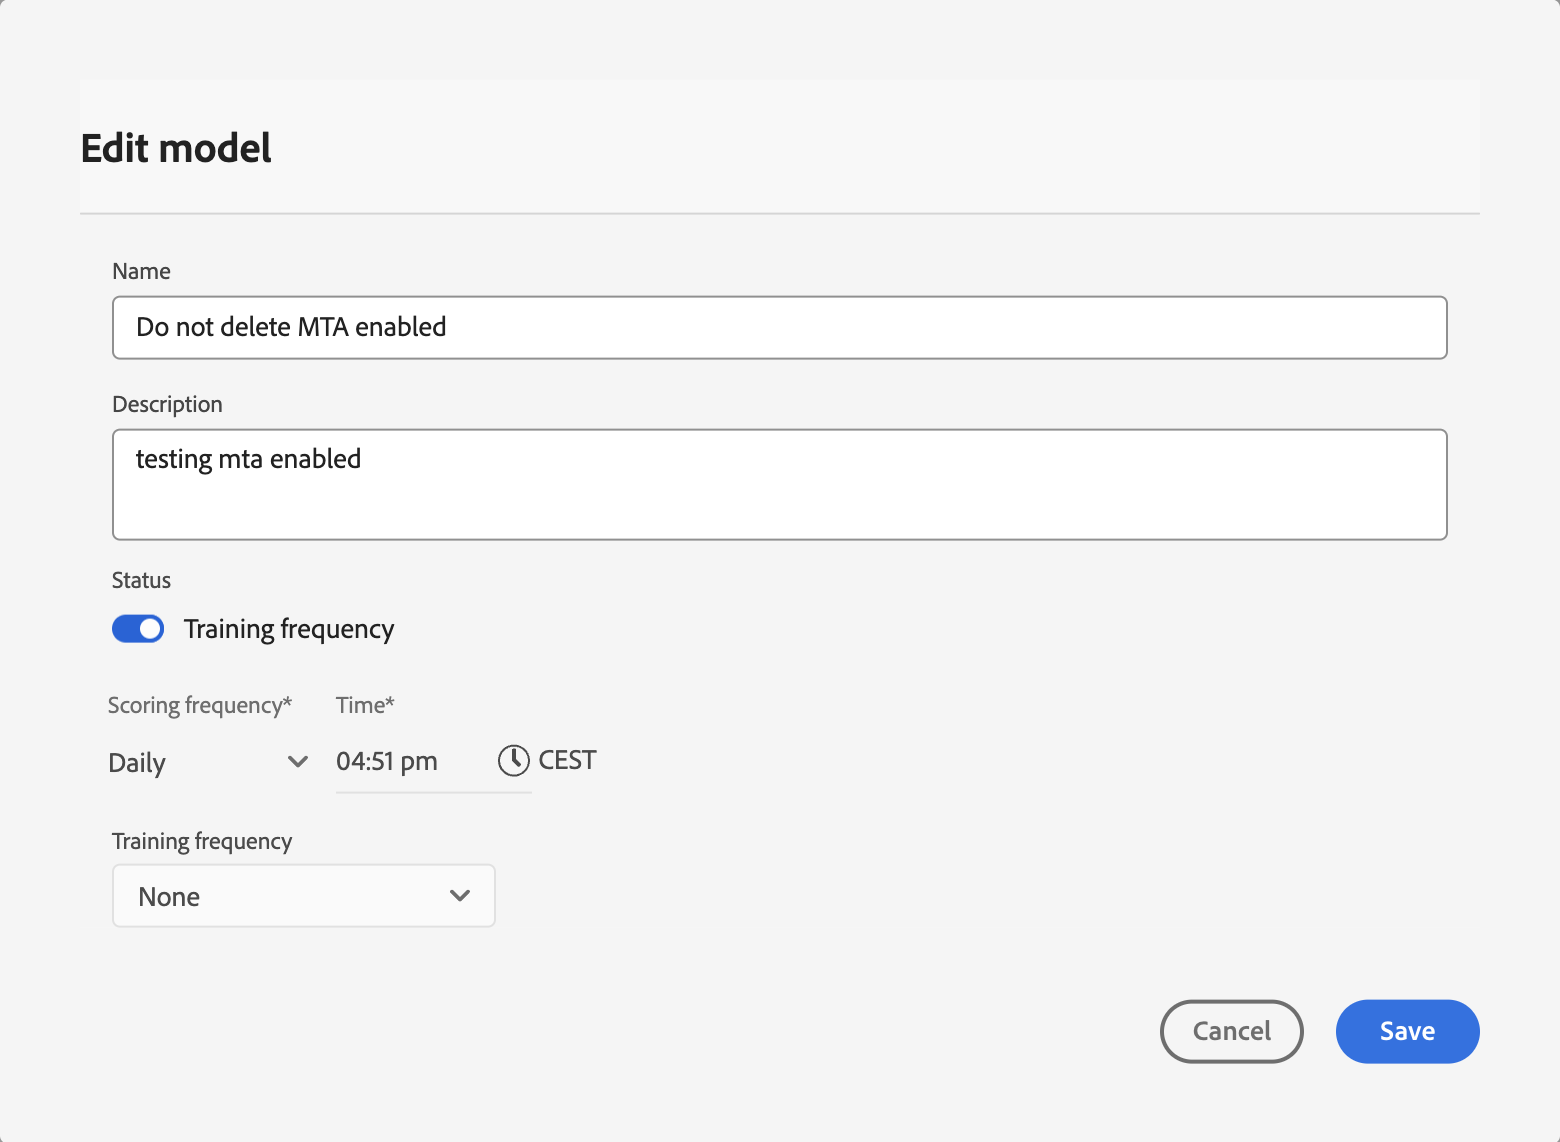 Edit model
Name
Do not delete MTA enabled
Description
testing mta enabled
Status
Training frequency
Scoring frequency* Time*
Daily 04:51 pm CEST
Training frequency
None
Cancel Save